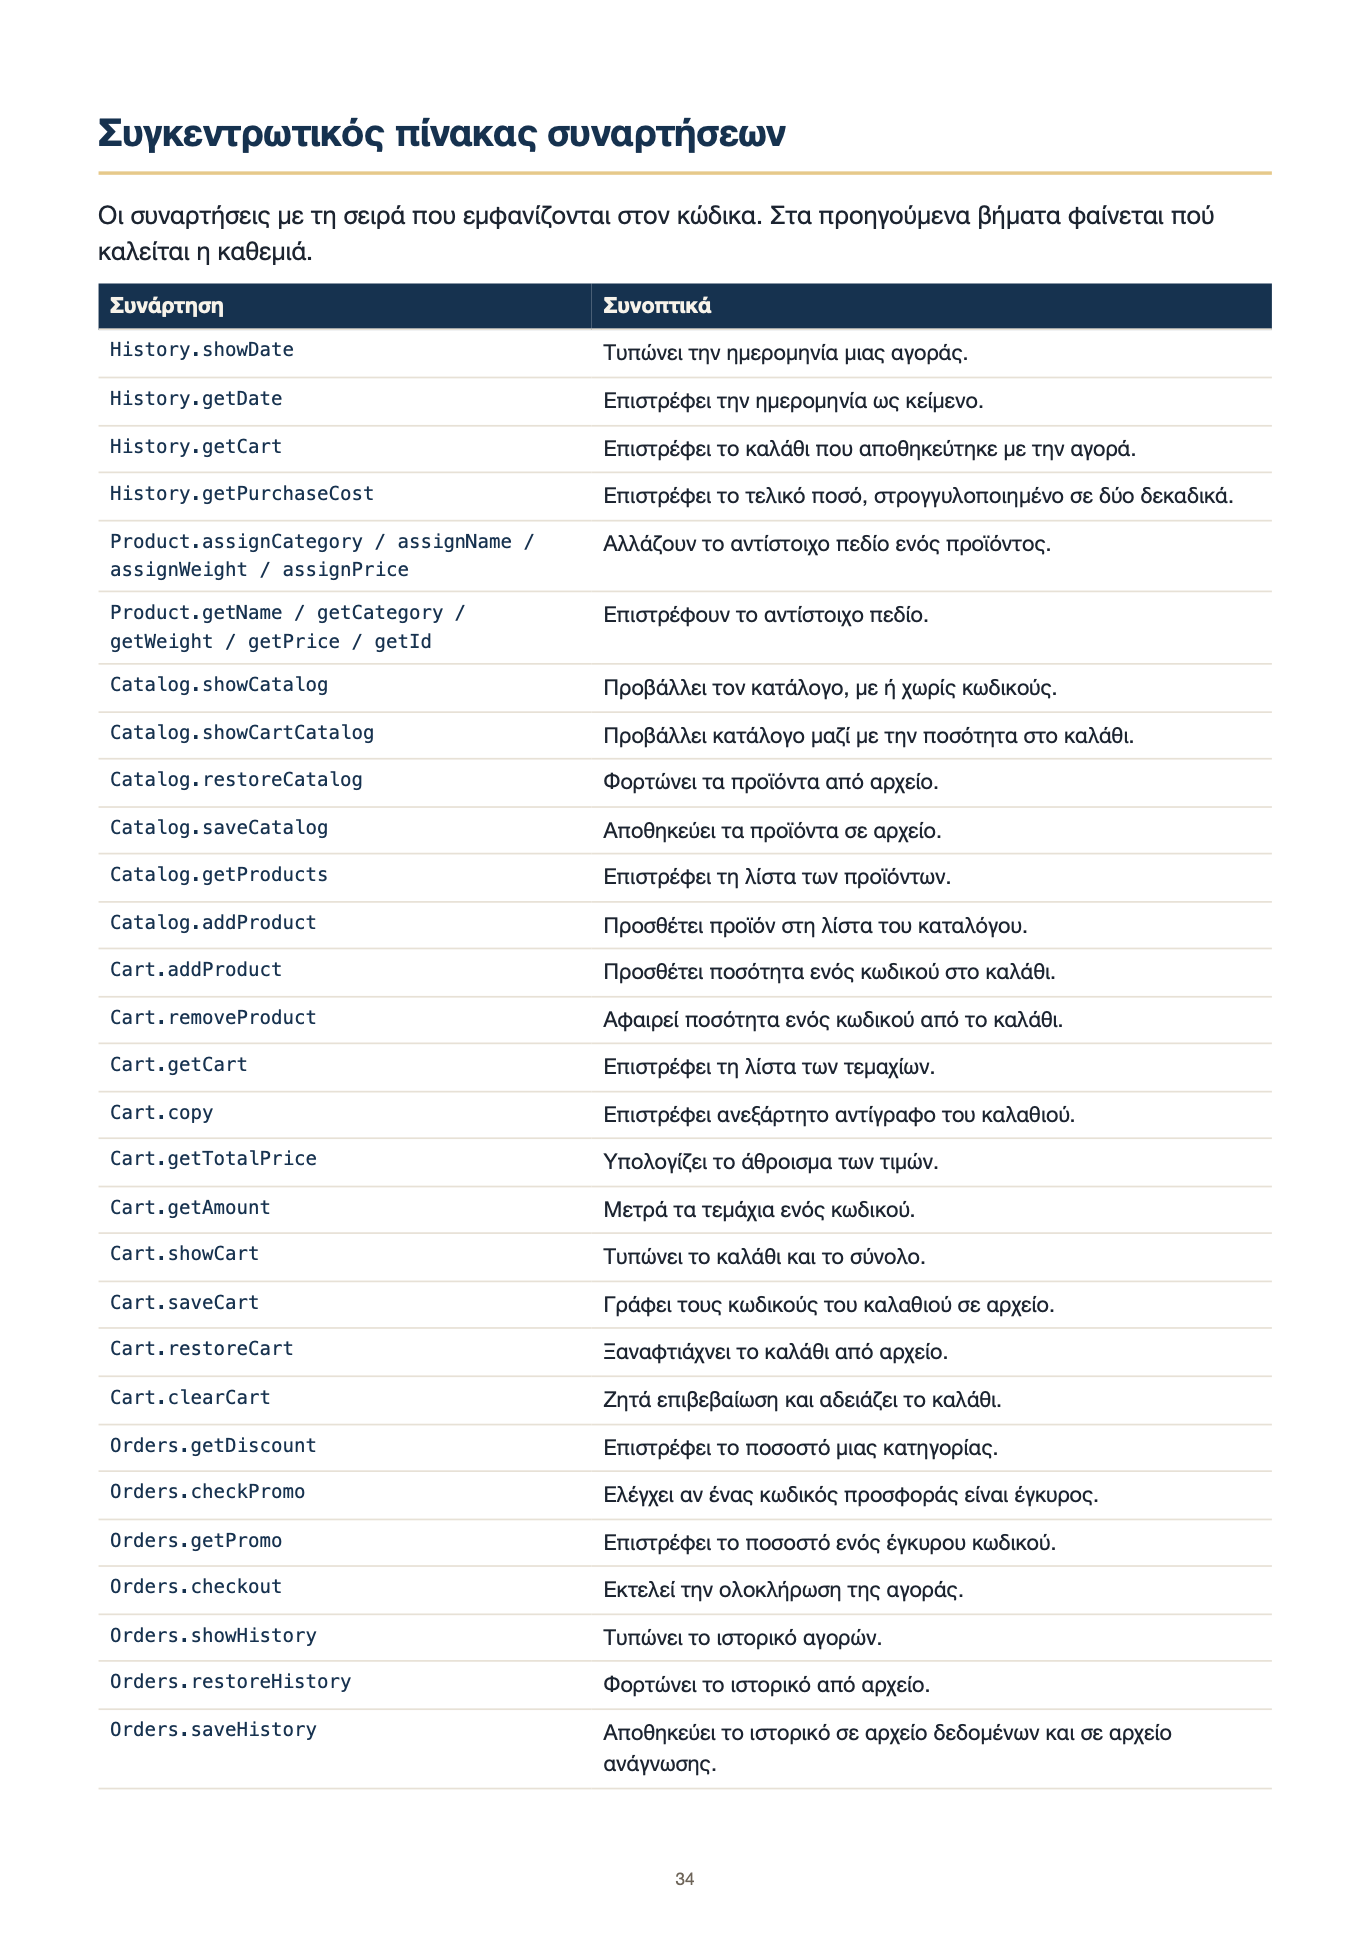 Συγκεντρωτικός πίνακας συναρτήσεων
Οι συναρτήσεις με τη σειρά που εμφανίζονται στον κώδικα. Στα προηγούμενα βήματα φαίνεται πού
καλείται η καθεμιά.
Συνάρτηση Συνοπτικά
History.showDate Τυπώνει την ημερομηνία μιας αγοράς.
History.getDate Επιστρέφει την ημερομηνία ως κείμενο.
History.getCart Επιστρέφει το καλάθι που αποθηκεύτηκε με την αγορά.
History.getPurchaseCost Επιστρέφει το τελικό ποσό, στρογγυλοποιημένο σε δύο δεκαδικά.
Product.assignCategory / assignName / Αλλάζουν το αντίστοιχο πεδίο ενός προϊόντος.
assignWeight / assignPrice
Product.getName / getCategory / Επιστρέφουν το αντίστοιχο πεδίο.
getWeight / getPrice / getId
Catalog.showCatalog Προβάλλει τον κατάλογο, με ή χωρίς κωδικούς.
Catalog.showCartCatalog Προβάλλει κατάλογο μαζί με την ποσότητα στο καλάθι.
Catalog.restoreCatalog Φορτώνει τα προϊόντα από αρχείο.
Catalog.saveCatalog Αποθηκεύει τα προϊόντα σε αρχείο.
Catalog.getProducts Επιστρέφει τη λίστα των προϊόντων.
Catalog.addProduct Προσθέτει προϊόν στη λίστα του καταλόγου.
Cart.addProduct Προσθέτει ποσότητα ενός κωδικού στο καλάθι.
Cart.removeProduct Αφαιρεί ποσότητα ενός κωδικού από το καλάθι.
Cart.getCart Επιστρέφει τη λίστα των τεμαχίων.
Cart.copy Επιστρέφει ανεξάρτητο αντίγραφο του καλαθιού.
Cart.getTotalPrice Υπολογίζει το άθροισμα των τιμών.
Cart.getAmount Μετρά τα τεμάχια ενός κωδικού.
Cart.showCart Τυπώνει το καλάθι και το σύνολο.
Cart.saveCart Γράφει τους κωδικούς του καλαθιού σε αρχείο.
Cart.restoreCart Ξαναφτιάχνει το καλάθι από αρχείο.
Cart.clearCart Ζητά επιβεβαίωση και αδειάζει το καλάθι.
Orders.getDiscount Επιστρέφει το ποσοστό μιας κατηγορίας.
Orders.checkPromo Ελέγχει αν ένας κωδικός προσφοράς είναι έγκυρος.
Orders.getPromo Επιστρέφει το ποσοστό ενός έγκυρου κωδικού.
Orders.checkout Εκτελεί την ολοκλήρωση της αγοράς.
Orders.showHistory Τυπώνει το ιστορικό αγορών.
Orders.restoreHistory Φορτώνει το ιστορικό από αρχείο.
Orders.saveHistory Αποθηκεύει το ιστορικό σε αρχείο δεδομένων και σε αρχείο
ανάγνωσης.
34